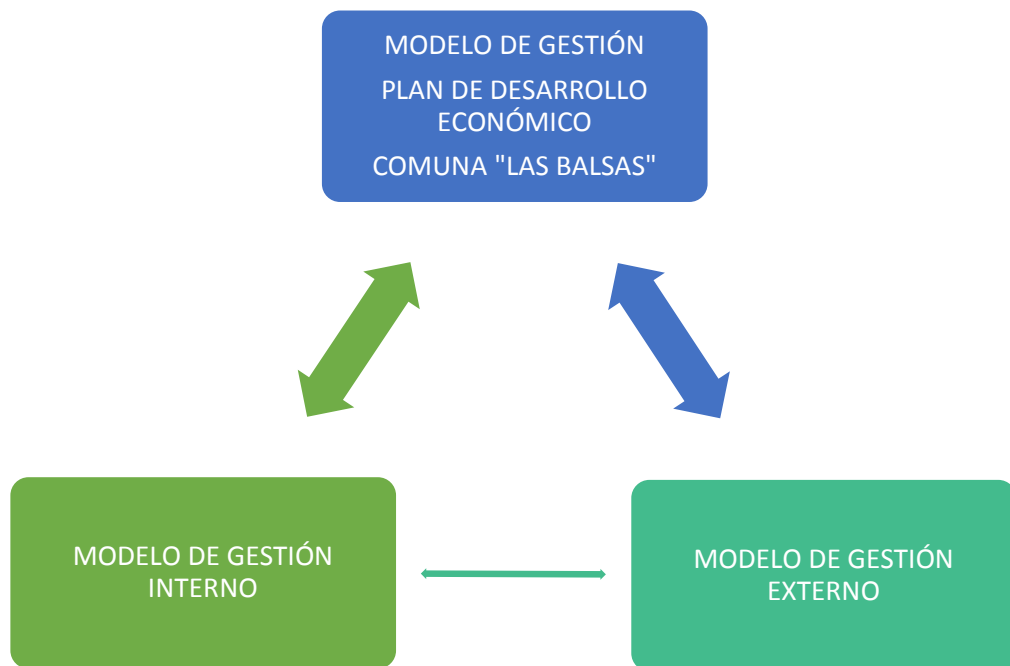 MODELO DE GESTIÓN
PLAN DE DESARROLLO
ECONÓMICO
COMUNA "LAS BALSAS"
MODELO DE GESTIÓN
INTERNO
MODELO DE GESTIÓN
EXTERNO